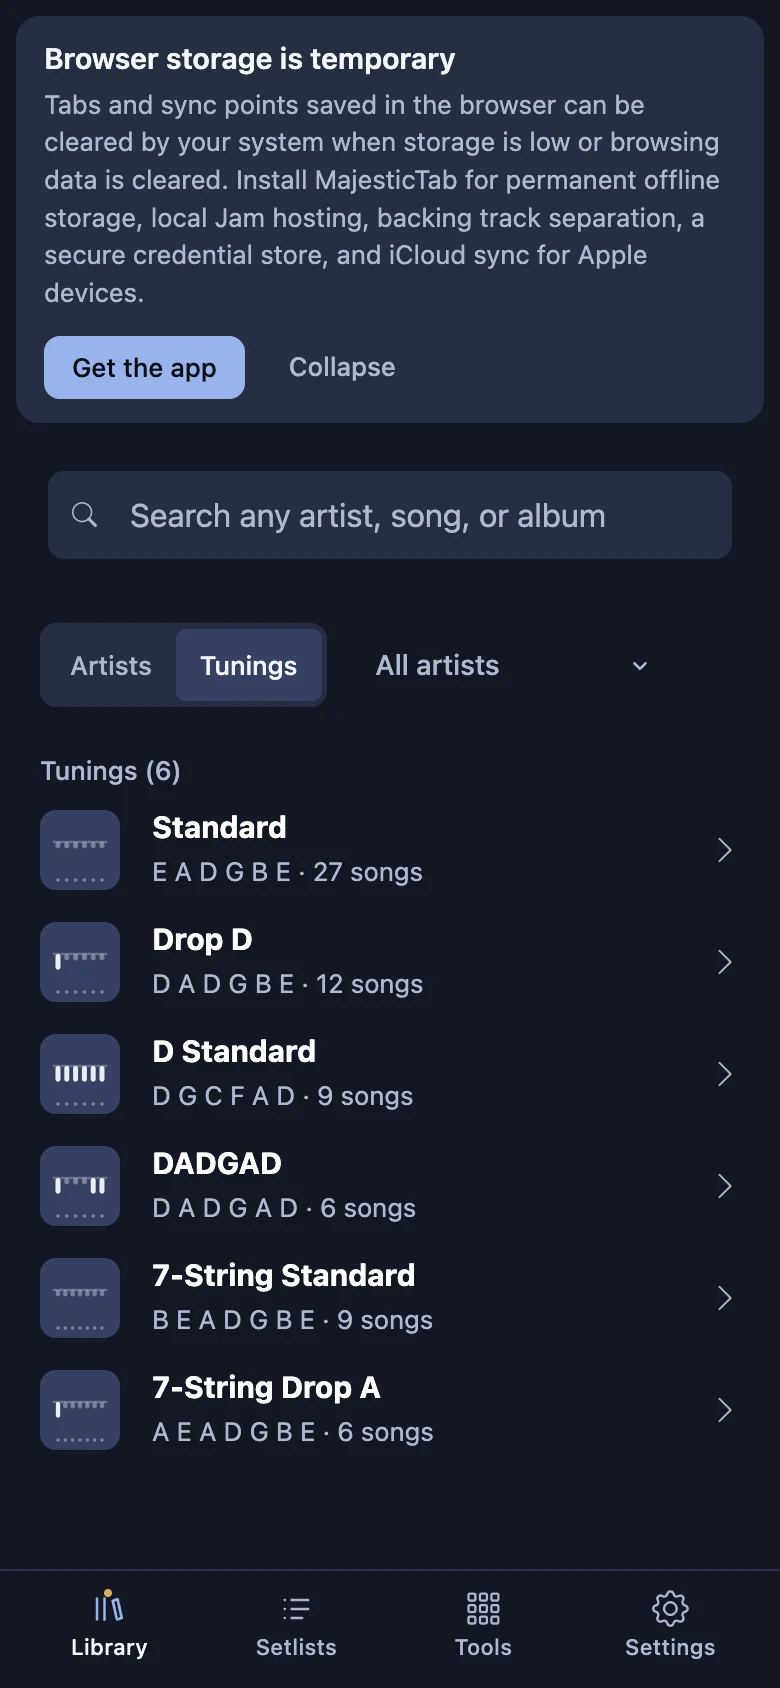 Browser storage is temporary
Tabs and sync points saved in the browser can be
cleared by your system when storage is low or browsing
data is cleared. Install MajesticTab for permanent offline
storage, local Jam hosting, backing track separation, a
secure credential store, and iCloud sync for Apple
devices.
Get the app
Collapse
Search any artist, song, or album
Artists
Tunings
All artists
Tunings (6)
Standard
E A D G B E · 27 songs
Drop D
D A D G B E · 12 songs
D Standard
D G C F A D · 9 songs
DADGAD
D A D G A D · 6 songs
7-String Standard
B E A D G B E · 9 songs
7-String Drop A
A E A D G B E · 6 songs
Library
Setlists
Tools
Settings